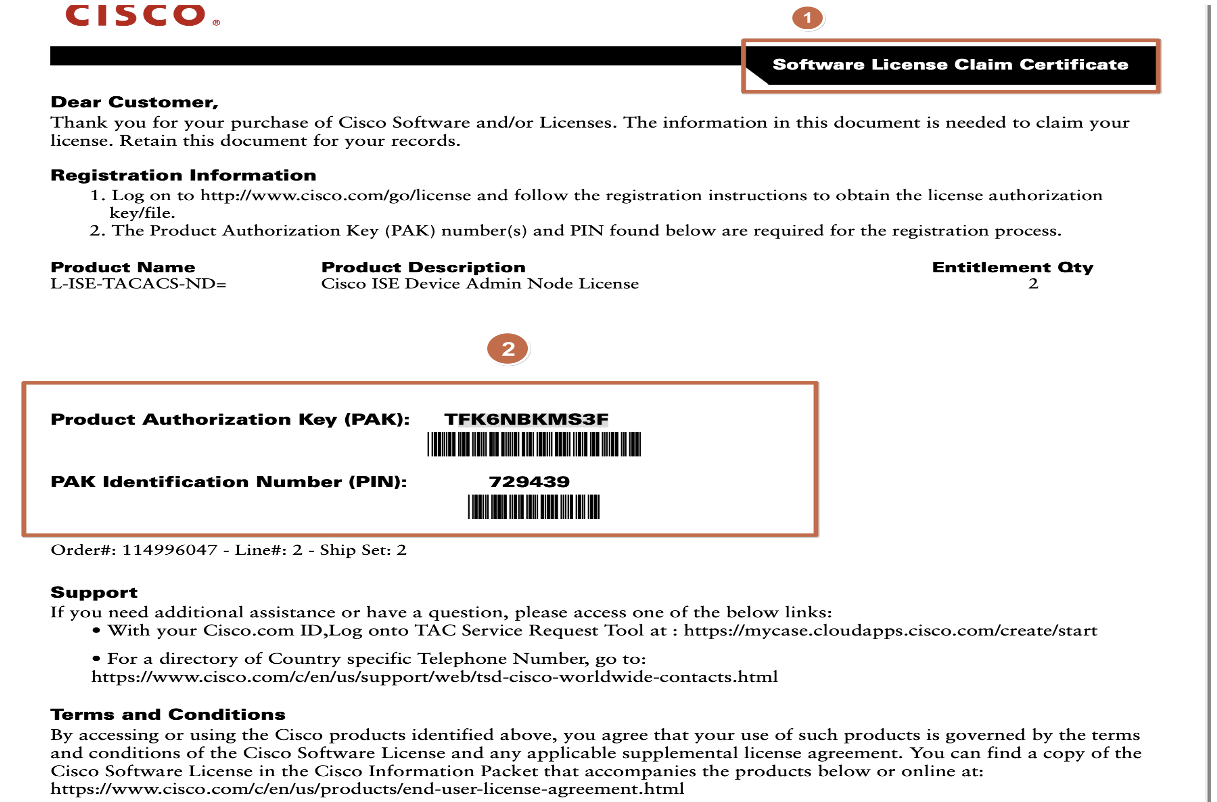 CISCO®
1
Software License Claim Certificate
Dear Customer,
Thank you for your purchase of Cisco Software and/or Licenses. The information in this document is needed to claim your
license. Retain this document for your records.
Registration Information
1. Log on to http://www.cisco.com/go/license and follow the registration instructions to obtain the license authorization
key/file.
2. The Product Authorization Key (PAK) number(s) and PIN found below are required for the registration process.
Product Name Product Description Entitlement Qty
L-ISE-TACACS-ND= Cisco ISE Device Admin Node License 2
2
Product Authorization Key (PAK): TFK6NBKMS3F
PAK Identification Number (PIN): 729439
Order#: 114996047 - Line#: 2 - Ship Set: 2
Support
If you need additional assistance or have a question, please access one of the below links:
• With your Cisco.com ID,Log onto TAC Service Request Tool at : https://mycase.cloudapps.cisco.com/create/start
• For a directory of Country specific Telephone Number, go to:
https://www.cisco.com/c/en/us/support/web/tsd-cisco-worldwide-contacts.html
Terms and Conditions
By accessing or using the Cisco products identified above, you agree that your use of such products is governed by the terms
and conditions of the Cisco Software License and any applicable supplemental license agreement. You can find a copy of the
Cisco Software License in the Cisco Information Packet that accompanies the products below or online at:
https://www.cisco.com/c/en/us/products/end-user-license-agreement.html